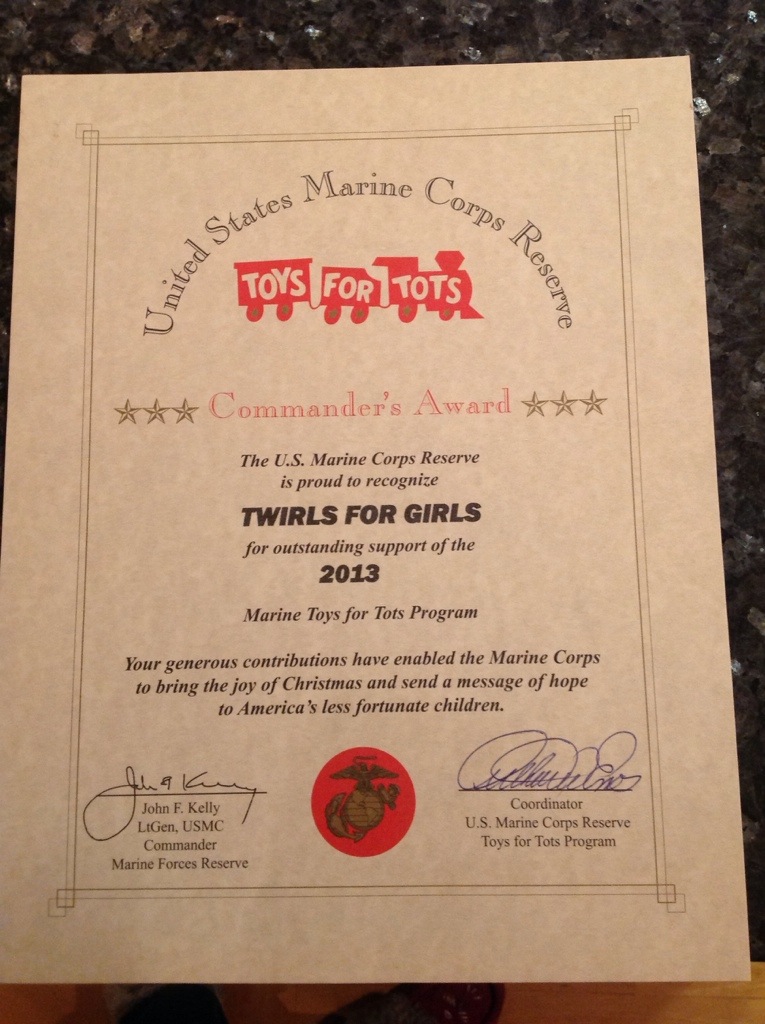 United States Marine Corps Reserve
TOYS FOR TOTS
Commander's Award
The U.S. Marine Corps Reserve
is proud to recognize
TWIRLS FOR GIRLS
for outstanding support of the
2013
Marine Toys for Tots Program
Your generous contributions have enabled the Marine Corps
to bring the joy of Christmas and send a message of hope
to America's less fortunate children.
John F. Kelly
LtGen, USMC
Commander
Marine Forces Reserve
Coordinator
U.S. Marine Corps Reserve
Toys for Tots Program